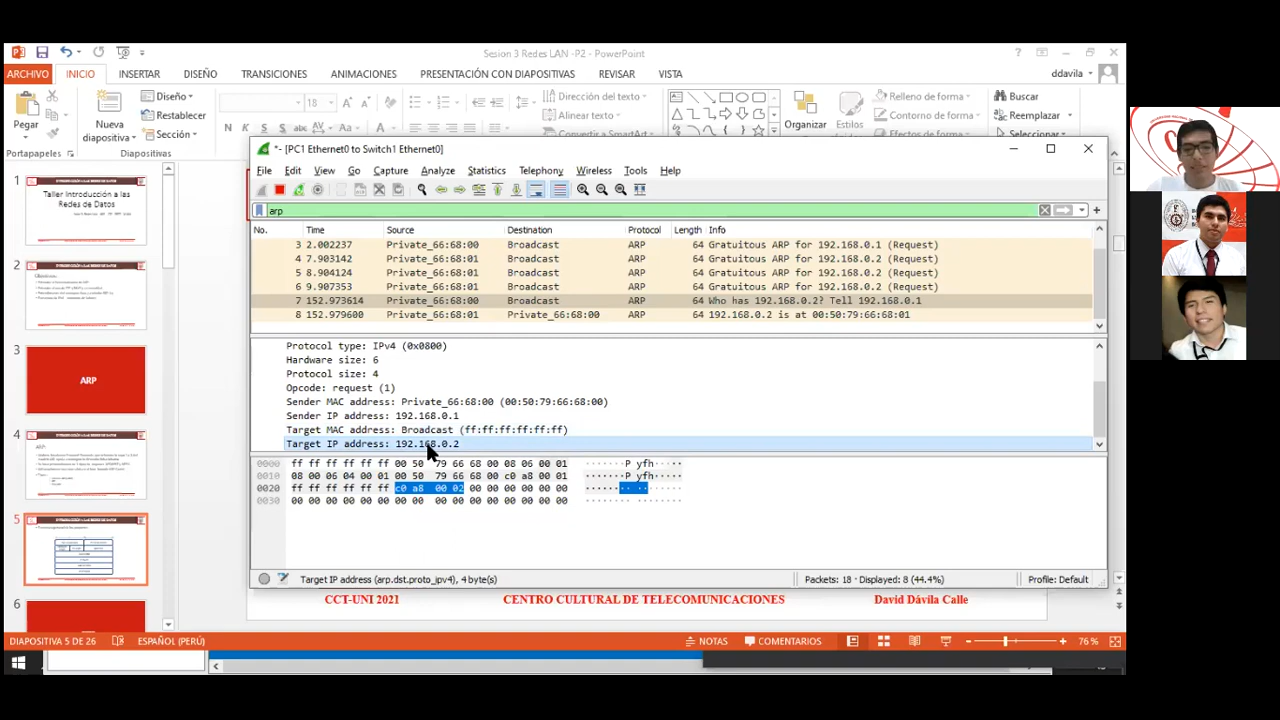 Sesion 3 Redes LAN -P2 - PowerPoint
ARCHIVO INICIO INSERTAR DISEÑO TRANSICIONES ANIMACIONES PRESENTACIÓN CON DIAPOSITIVAS REVISAR VISTA ddavila
Pegar
Nueva diapositiva
Diseño
Restablecer
Sección
18
N K S S abc AV Aa A
Dirección del texto
Alinear texto
Convertir a SmartArt
Organizar
Estilos
Relleno de forma
Contorno de forma
Efectos de forma
Buscar
Reemplazar
Seleccionar
Portapapeles
Diapositivas
*- [PC1 Ethernet0 to Switch1 Ethernet0]
File Edit View Go Capture Analyze Statistics Telephony Wireless Tools Help
arp
No. Time Source Destination Protocol Length Info
3 2.002237 Private_66:68:00 Broadcast ARP 64 Gratuitous ARP for 192.168.0.1 (Request)
4 7.903142 Private_66:68:01 Broadcast ARP 64 Gratuitous ARP for 192.168.0.2 (Request)
5 8.904124 Private_66:68:01 Broadcast ARP 64 Gratuitous ARP for 192.168.0.2 (Request)
6 9.907355 Private_66:68:01 Broadcast ARP 64 Gratuitous ARP for 192.168.0.2 (Request)
7 152.973614 Private_66:68:00 Broadcast ARP 64 Who has 192.168.0.2? Tell 192.168.0.1
8 152.979600 Private_66:68:01 Private_66:68:00 ARP 64 192.168.0.2 is at 00:50:79:66:68:01
Protocol type: IPv4 (0x0800)
Hardware size: 6
Protocol size: 4
Opcode: request (1)
Sender MAC address: Private_66:68:00 (00:50:79:66:68:00)
Sender IP address: 192.168.0.1
Target MAC address: Broadcast (ff:ff:ff:ff:ff:ff)
Target IP address: 192.168.0.2
0000 ff ff ff ff ff ff 00 50 79 66 68 00 08 06 00 01 ·······P yfh·····
0010 08 00 06 04 00 01 00 50 79 66 68 00 c0 a8 00 01 ·······P yfh·····
0020 ff ff ff ff ff ff c0 a8 00 02 00 00 00 00 00 00
0030 00 00 00 00 00 00 00 00 00 00 00 00 00 00 00 00
Target IP address (arp.dst.proto_ipv4), 4 byte(s)
Packets: 18 · Displayed: 8 (44.4%)
Profile: Default
1
Taller Introducción a las
Redes de Datos
2
3
ARP
4
5
6
CCT-UNI 2021 CENTRO CULTURAL DE TELECOMUNICACIONES David Dávila Calle
DIAPOSITIVA 5 DE 26 ESPAÑOL (PERÚ) NOTAS COMENTARIOS 76 %